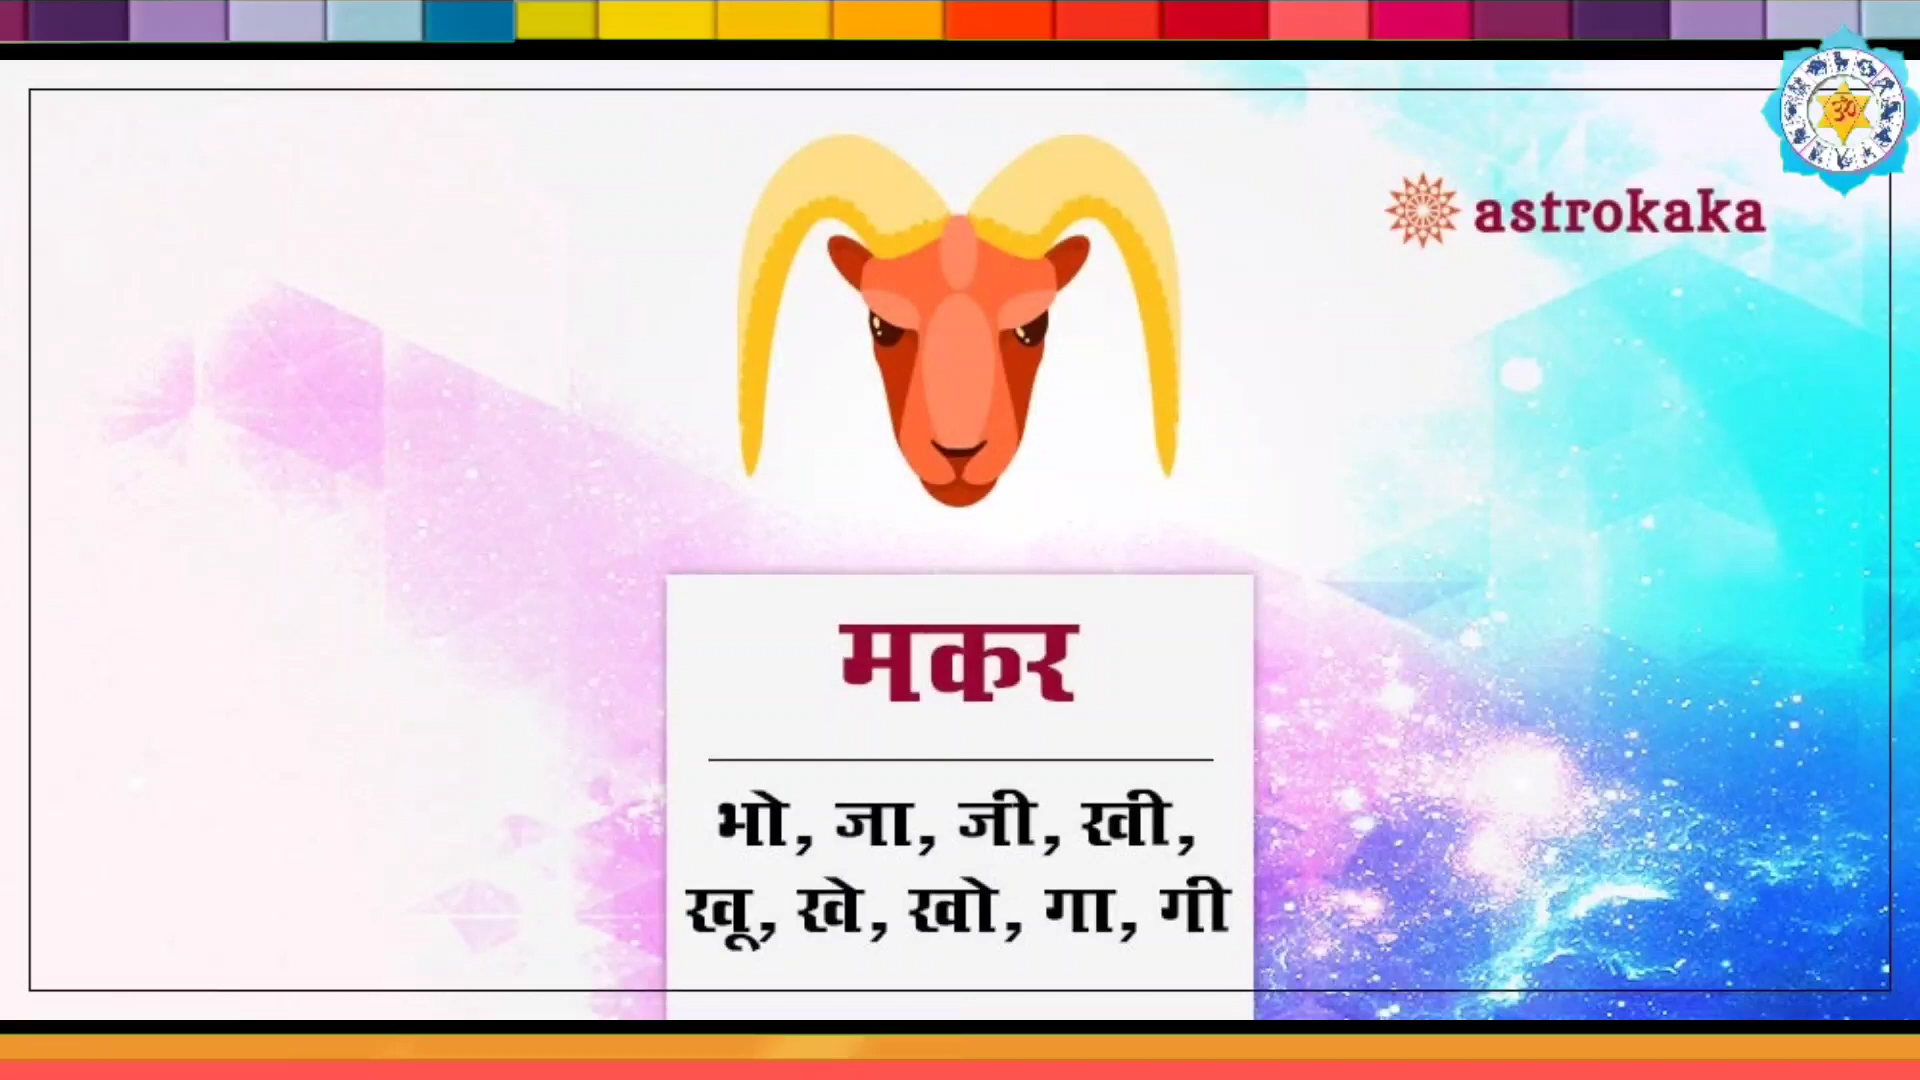 ॐ
astrokaka
मकर
भो, जा, जी, खी,
खू, खे, खो, गा, गी